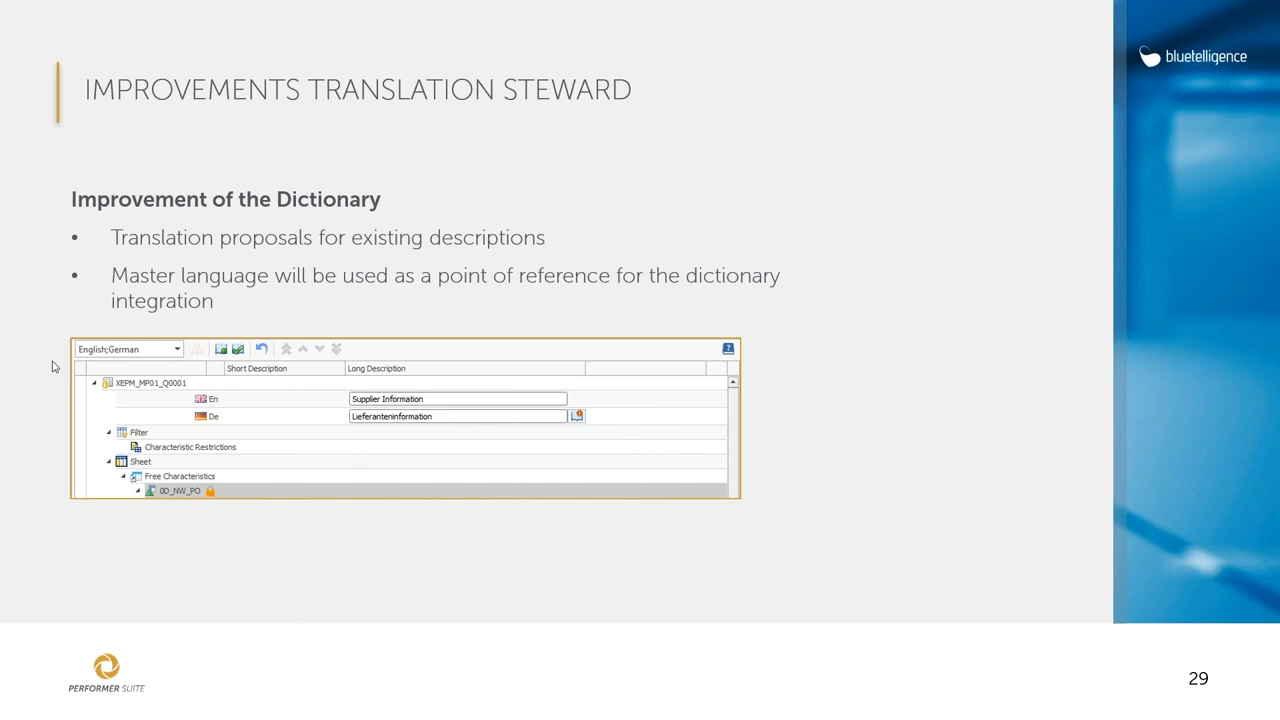 bluetelligence
IMPROVEMENTS TRANSLATION STEWARD
Improvement of the Dictionary
• Translation proposals for existing descriptions
• Master language will be used as a point of reference for the dictionary
integration
English;German
Short Description Long Description
XEPM_MP01_Q0001
En Supplier Information
De Lieferanteninformation
Filter
Characteristic Restrictions
Sheet
Free Characteristics
0D_NW_PO
PERFORMER SUITE
29